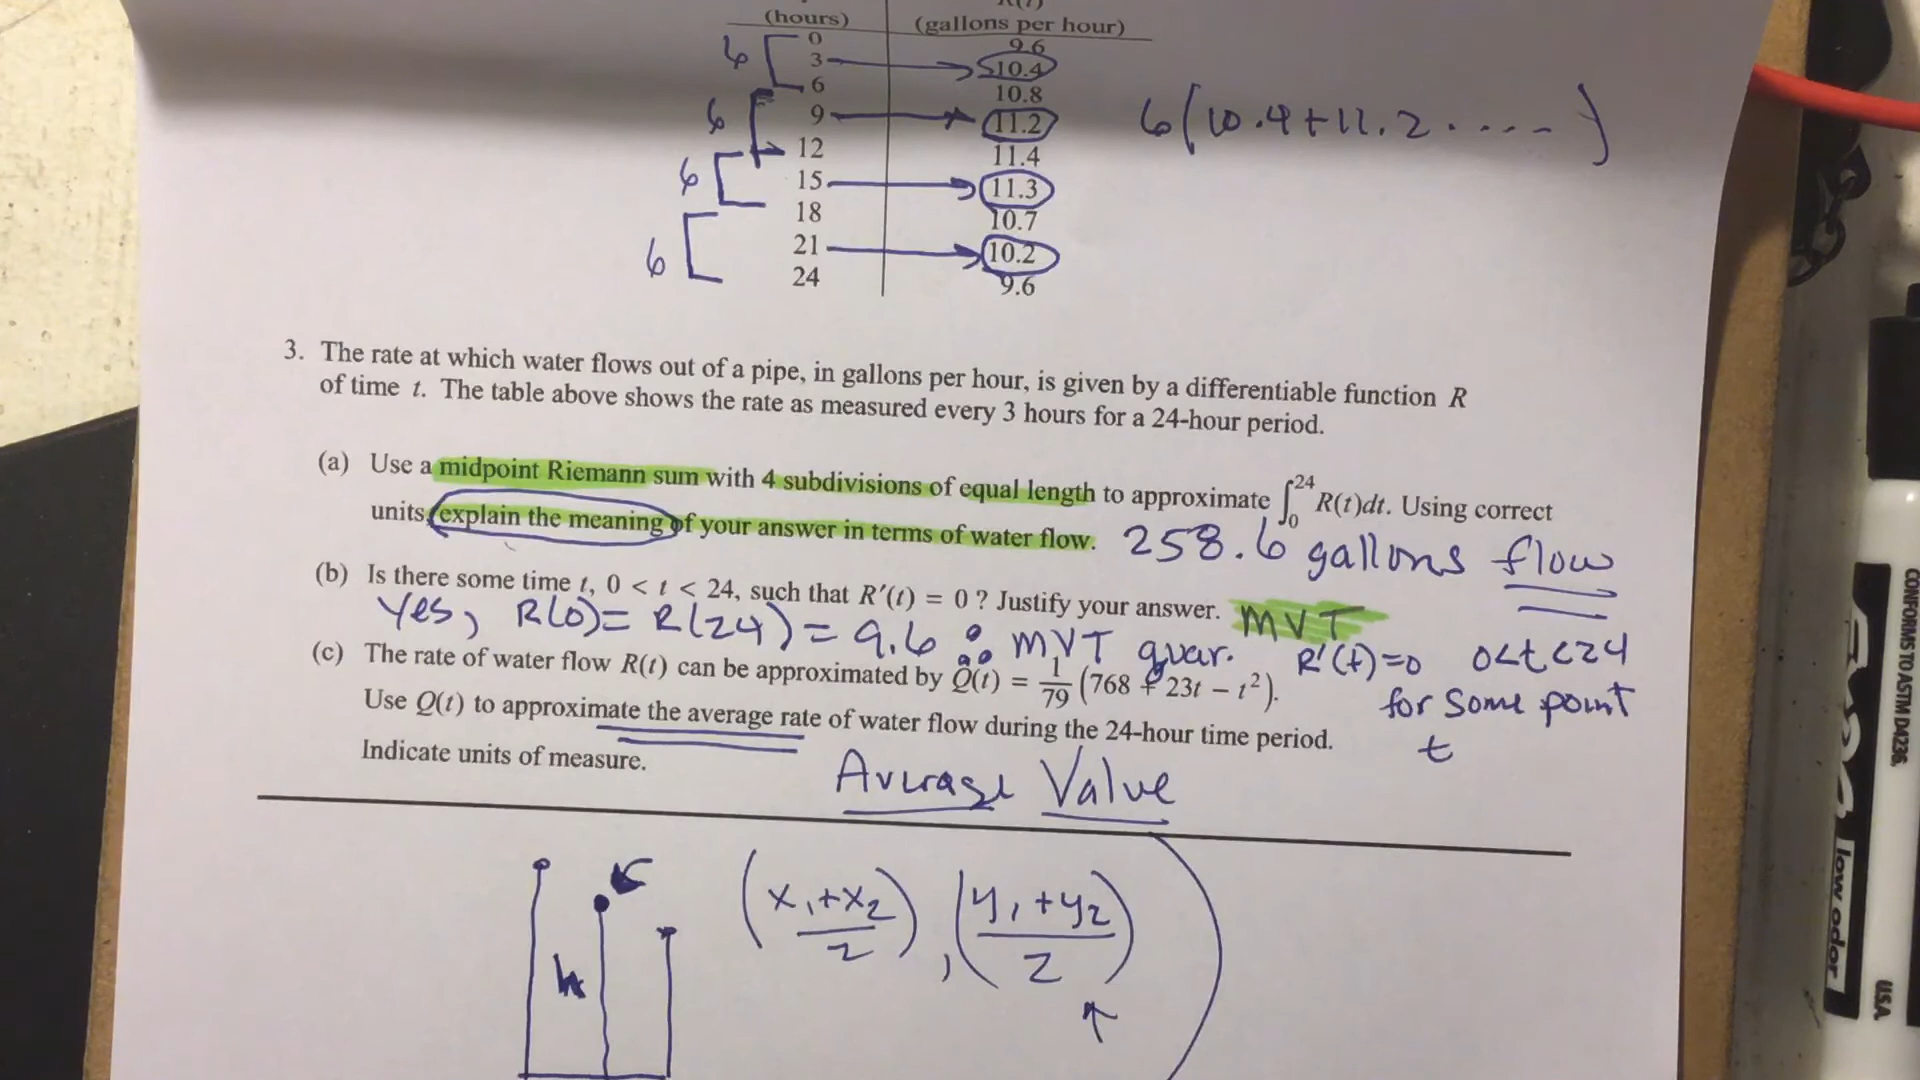 R(t)
(hours) (gallons per hour)
6 0 9.6
3 10.4
6 10.8
6 9 11.2 6(10.4+11.2.....)
12 11.4
6 15 11.3
18 10.7
6 21 10.2
24 9.6
3. The rate at which water flows out of a pipe, in gallons per hour, is given by a differentiable function R
of time t. The table above shows the rate as measured every 3 hours for a 24-hour period.
(a) Use a midpoint Riemann sum with 4 subdivisions of equal length to approximate ∫₀²⁴ R(t)dt. Using correct
units, explain the meaning of your answer in terms of water flow. 258.6 gallons flow
(b) Is there some time t, 0 < t < 24, such that R′(t) = 0 ? Justify your answer. MVT
Yes, R(0)= R(24) = 9.6 ∴ MVT guar. R'(t)=0 0<t<24
for some point
t
(c) The rate of water flow R(t) can be approximated by Q(t) = 1/79 (768 + 23t − t²).
Use Q(t) to approximate the average rate of water flow during the 24-hour time period.
Indicate units of measure.
Average Value
h (x₁+x₂/2), (y₁+y₂/2)
CONFORMS TO ASTM D4236.
EXPO
low odor
USA